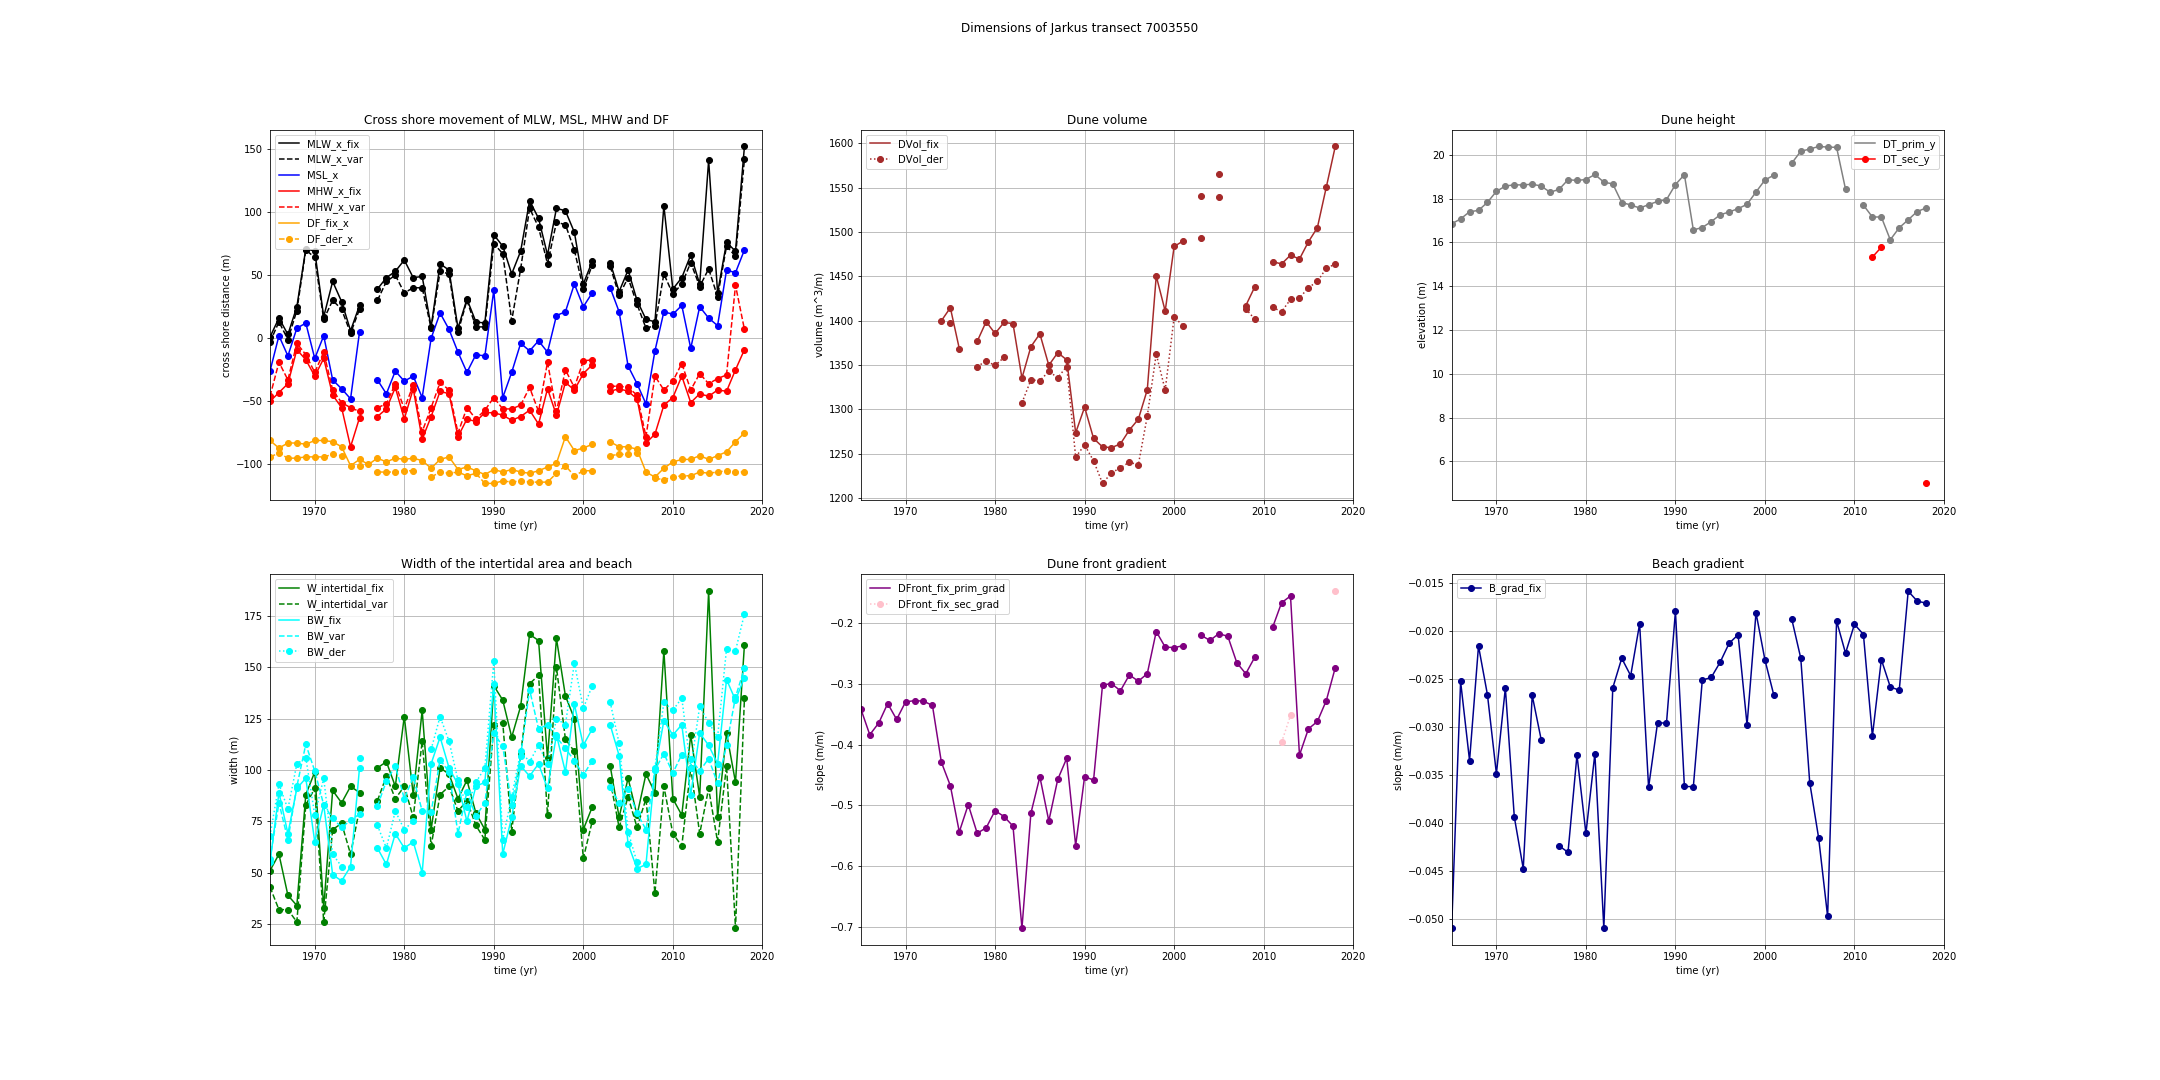 Dimensions of Jarkus transect 7003550
Cross shore movement of MLW, MSL, MHW and DF
MLW_x_fix
MLW_x_var
MSL_x
MHW_x_fix
MHW_x_var
DF_fix_x
DF_der_x
150
100
50
0
−50
−100
cross shore distance (m)
1970 1980 1990 2000 2010 2020
time (yr)
Dune volume
DVol_fix
DVol_der
1600
1550
1500
1450
1400
1350
1300
1250
1200
volume (m^3/m)
1970 1980 1990 2000 2010 2020
time (yr)
Dune height
DT_prim_y
DT_sec_y
20
18
16
14
12
10
8
6
elevation (m)
1970 1980 1990 2000 2010 2020
time (yr)
Width of the intertidal area and beach
W_intertidal_fix
W_intertidal_var
BW_fix
BW_var
BW_der
175
150
125
100
75
50
25
width (m)
1970 1980 1990 2000 2010 2020
time (yr)
Dune front gradient
DFront_fix_prim_grad
DFront_fix_sec_grad
−0.2
−0.3
−0.4
−0.5
−0.6
−0.7
slope (m/m)
1970 1980 1990 2000 2010 2020
time (yr)
Beach gradient
B_grad_fix
−0.015
−0.020
−0.025
−0.030
−0.035
−0.040
−0.045
−0.050
slope (m/m)
1970 1980 1990 2000 2010 2020
time (yr)